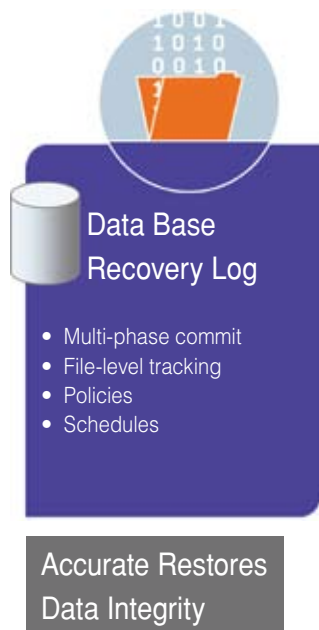 1001
1010
0010
1
Data Base
Recovery Log
• Multi-phase commit
• File-level tracking
• Policies
• Schedules
Accurate Restores
Data Integrity